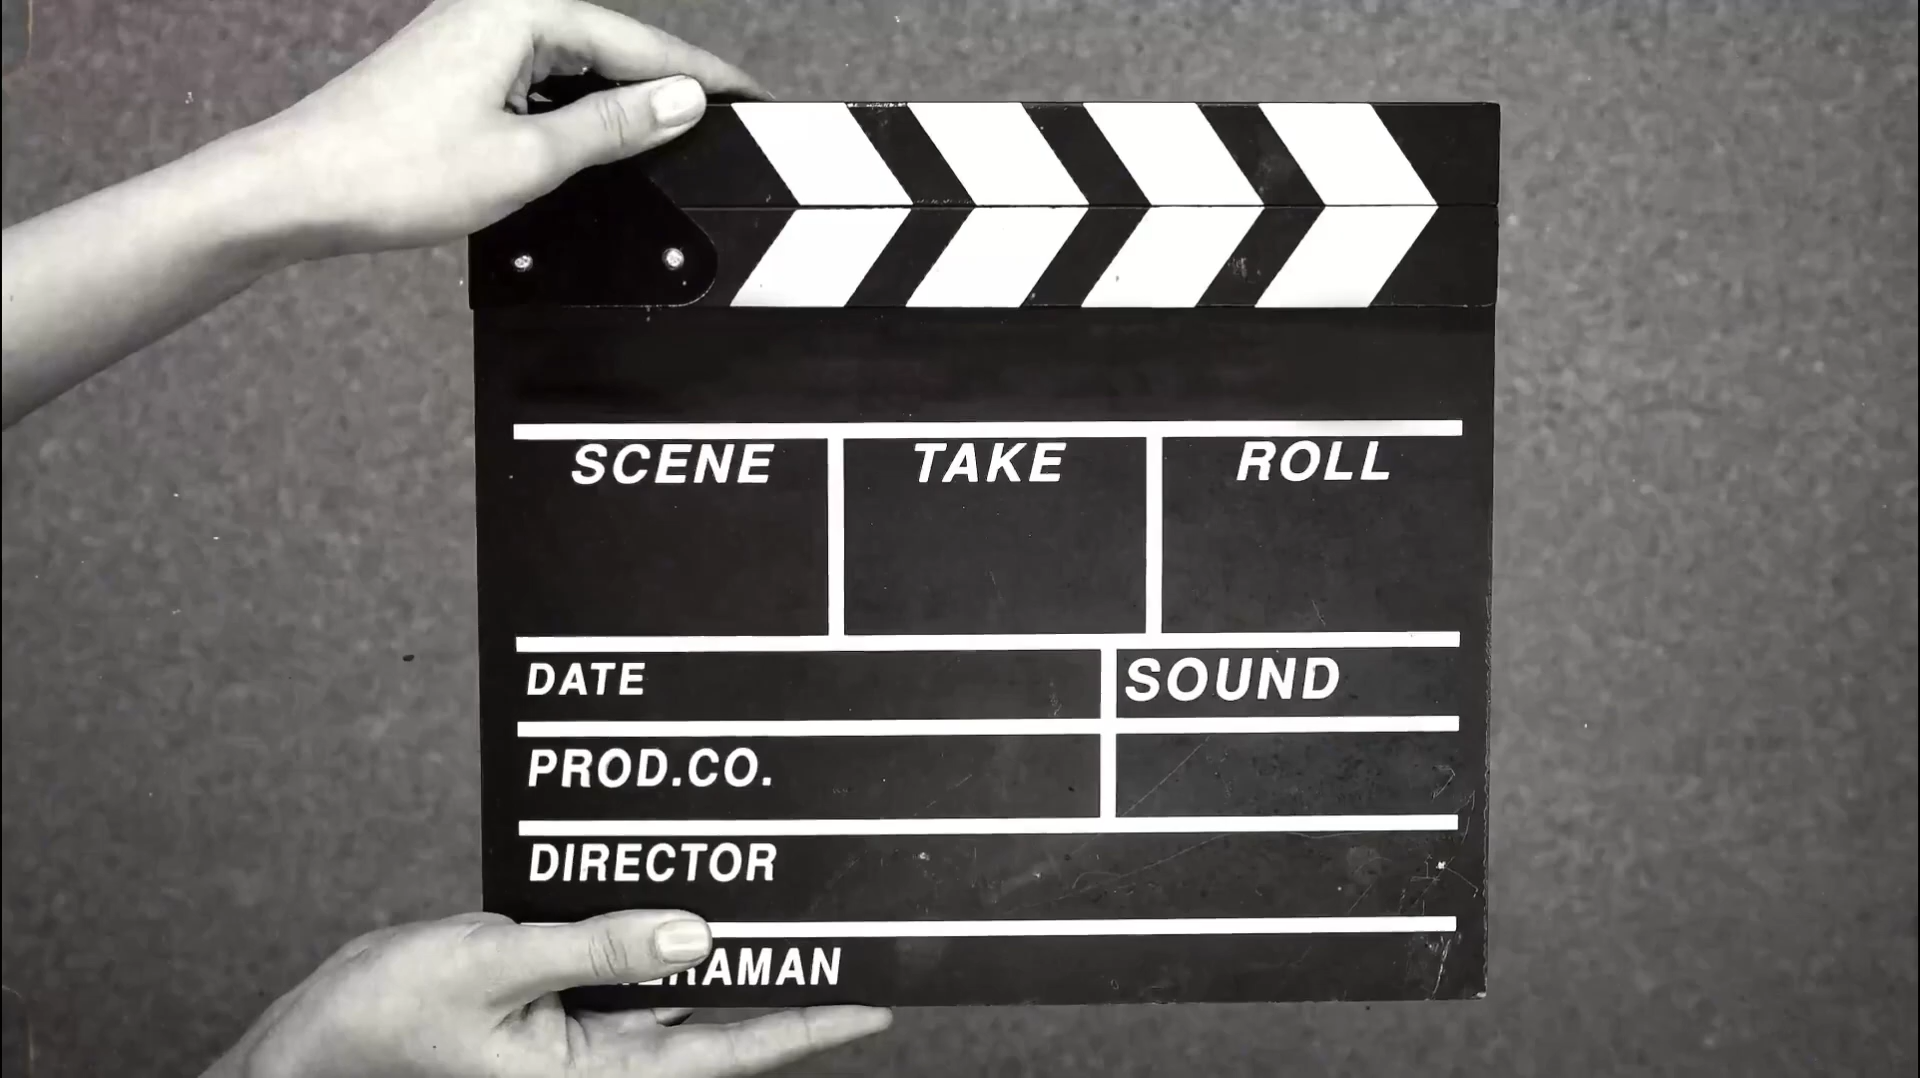 SCENE TAKE ROLL
DATE SOUND
PROD.CO.
DIRECTOR